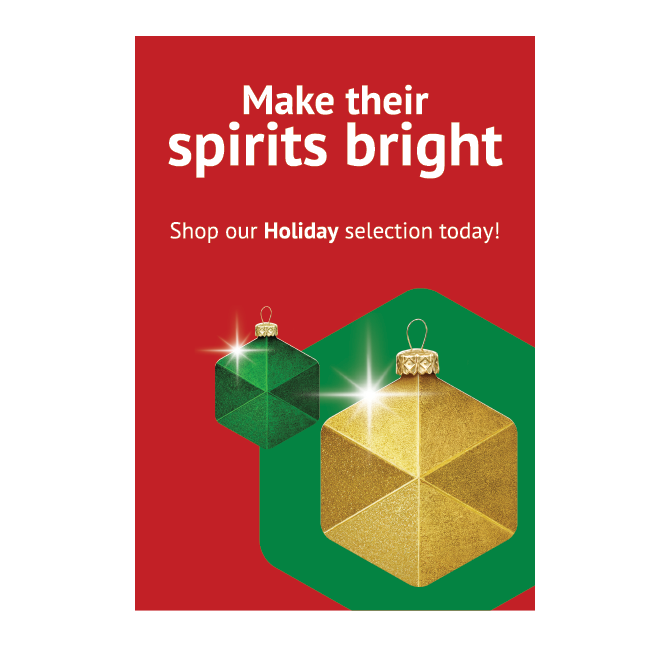 Make their
spirits bright
Shop our Holiday selection today!